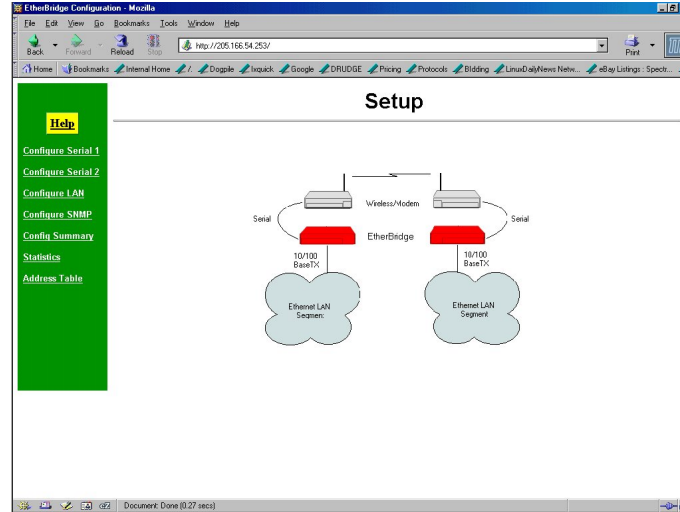 EtherBridge Configuration - Mozilla
File Edit View Go Bookmarks Tools Window Help
Back Forward Reload Stop http://205.166.54.253/ Print
Home Bookmarks Internal Home /. Dogpile Ixquick Google DRUDGE Pricing Protocols BIdding LinuxDailyNews Netw... eBay Listings : Spectr...
Setup
Help
Configure Serial 1
Configure Serial 2
Configure LAN
Configure SNMP
Config Summary
Statistics
Address Table
Wireless/Modem
Serial
Serial
EtherBridge
10/100
BaseTX
10/100
BaseTX
Ethernet LAN
Segment
Ethernet LAN
Segment
Document: Done (0.27 secs)